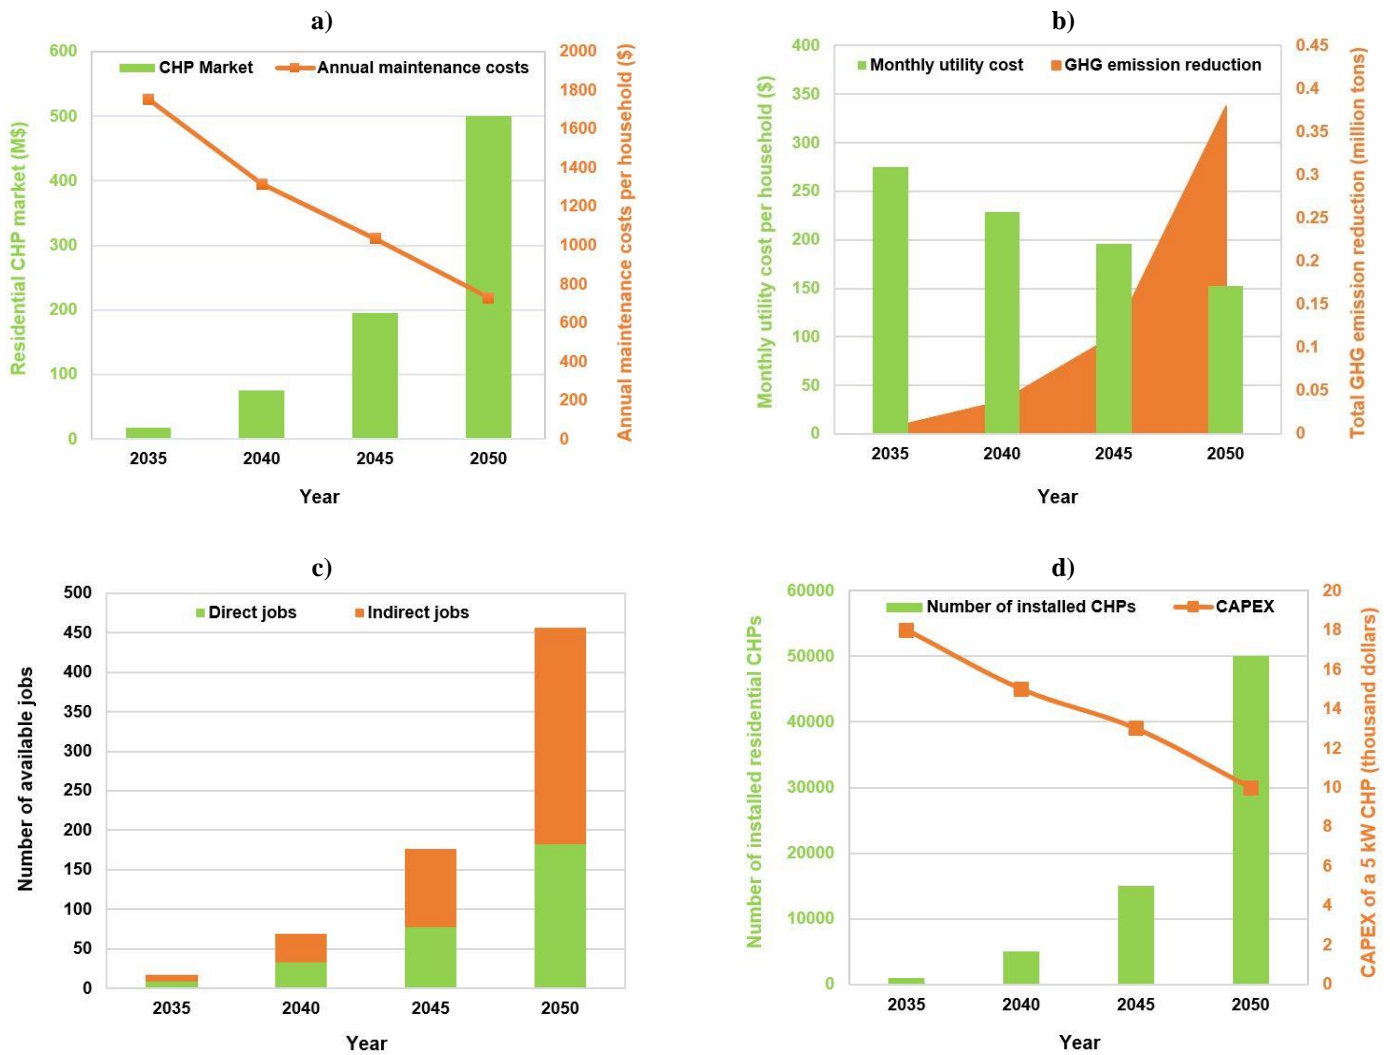 a)
CHP Market
Annual maintenance costs
Residential CHP market (M$)
600
500
400
300
200
100
0
Annual maintenance costs per household ($)
2000
1800
1600
1400
1200
1000
800
600
400
200
0
2035 2040 2045 2050
Year
b)
Monthly utility cost
GHG emission reduction
Monthly utility cost per household ($)
400
350
300
250
200
150
100
50
0
Total GHG emission reduction (million tons)
0.45
0.4
0.35
0.3
0.25
0.2
0.15
0.1
0.05
0
2035 2040 2045 2050
Year
c)
Direct jobs
Indirect jobs
Number of available jobs
500
450
400
350
300
250
200
150
100
50
0
2035 2040 2045 2050
Year
d)
Number of installed CHPs
CAPEX
Number of installed residential CHPs
60000
50000
40000
30000
20000
10000
0
CAPEX of a 5 kW CHP (thousand dollars)
20
18
16
14
12
10
8
6
4
2
0
2035 2040 2045 2050
Year